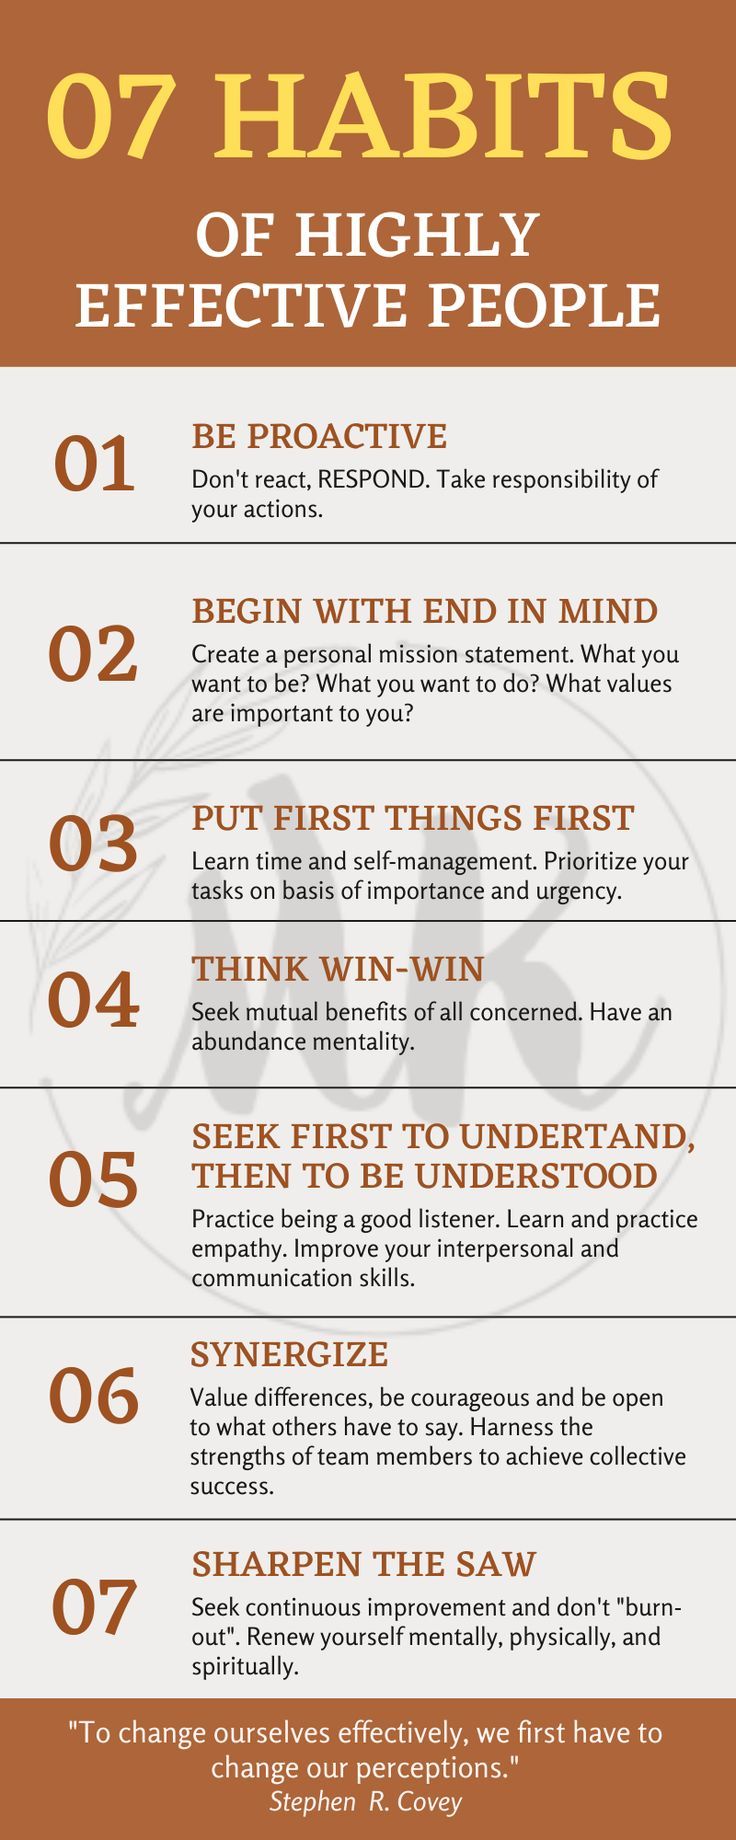 07 HABITS
OF HIGHLY
EFFECTIVE PEOPLE
01
BE PROACTIVE
Don't react, RESPOND. Take responsibility of
your actions.
02
BEGIN WITH END IN MIND
Create a personal mission statement. What you
want to be? What you want to do? What values
are important to you?
03
PUT FIRST THINGS FIRST
Learn time and self-management. Prioritize your
tasks on basis of importance and urgency.
04
THINK WIN-WIN
Seek mutual benefits of all concerned. Have an
abundance mentality.
05
SEEK FIRST TO UNDERTAND,
THEN TO BE UNDERSTOOD
Practice being a good listener. Learn and practice
empathy. Improve your interpersonal and
communication skills.
06
SYNERGIZE
Value differences, be courageous and be open
to what others have to say. Harness the
strengths of team members to achieve collective
success.
07
SHARPEN THE SAW
Seek continuous improvement and don't "burn-
out". Renew yourself mentally, physically, and
spiritually.
"To change ourselves effectively, we first have to
change our perceptions."
Stephen R. Covey
MK